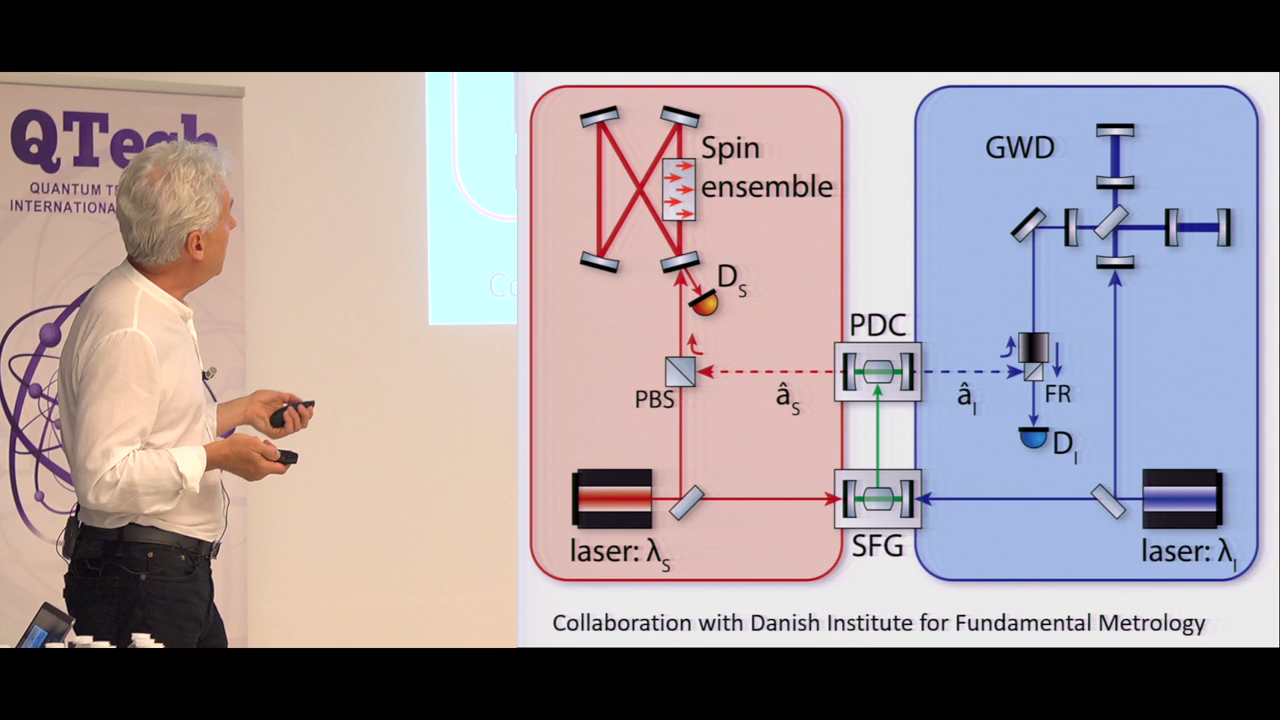 QTech
QUANTUM
INTERNATIONA
GWD
Spin
ensemble
D_S
PDC
PBS
â_S
â_I
FR
D_I
laser: λ_S
SFG
laser: λ_I
Collaboration with Danish Institute for Fundamental Metrology